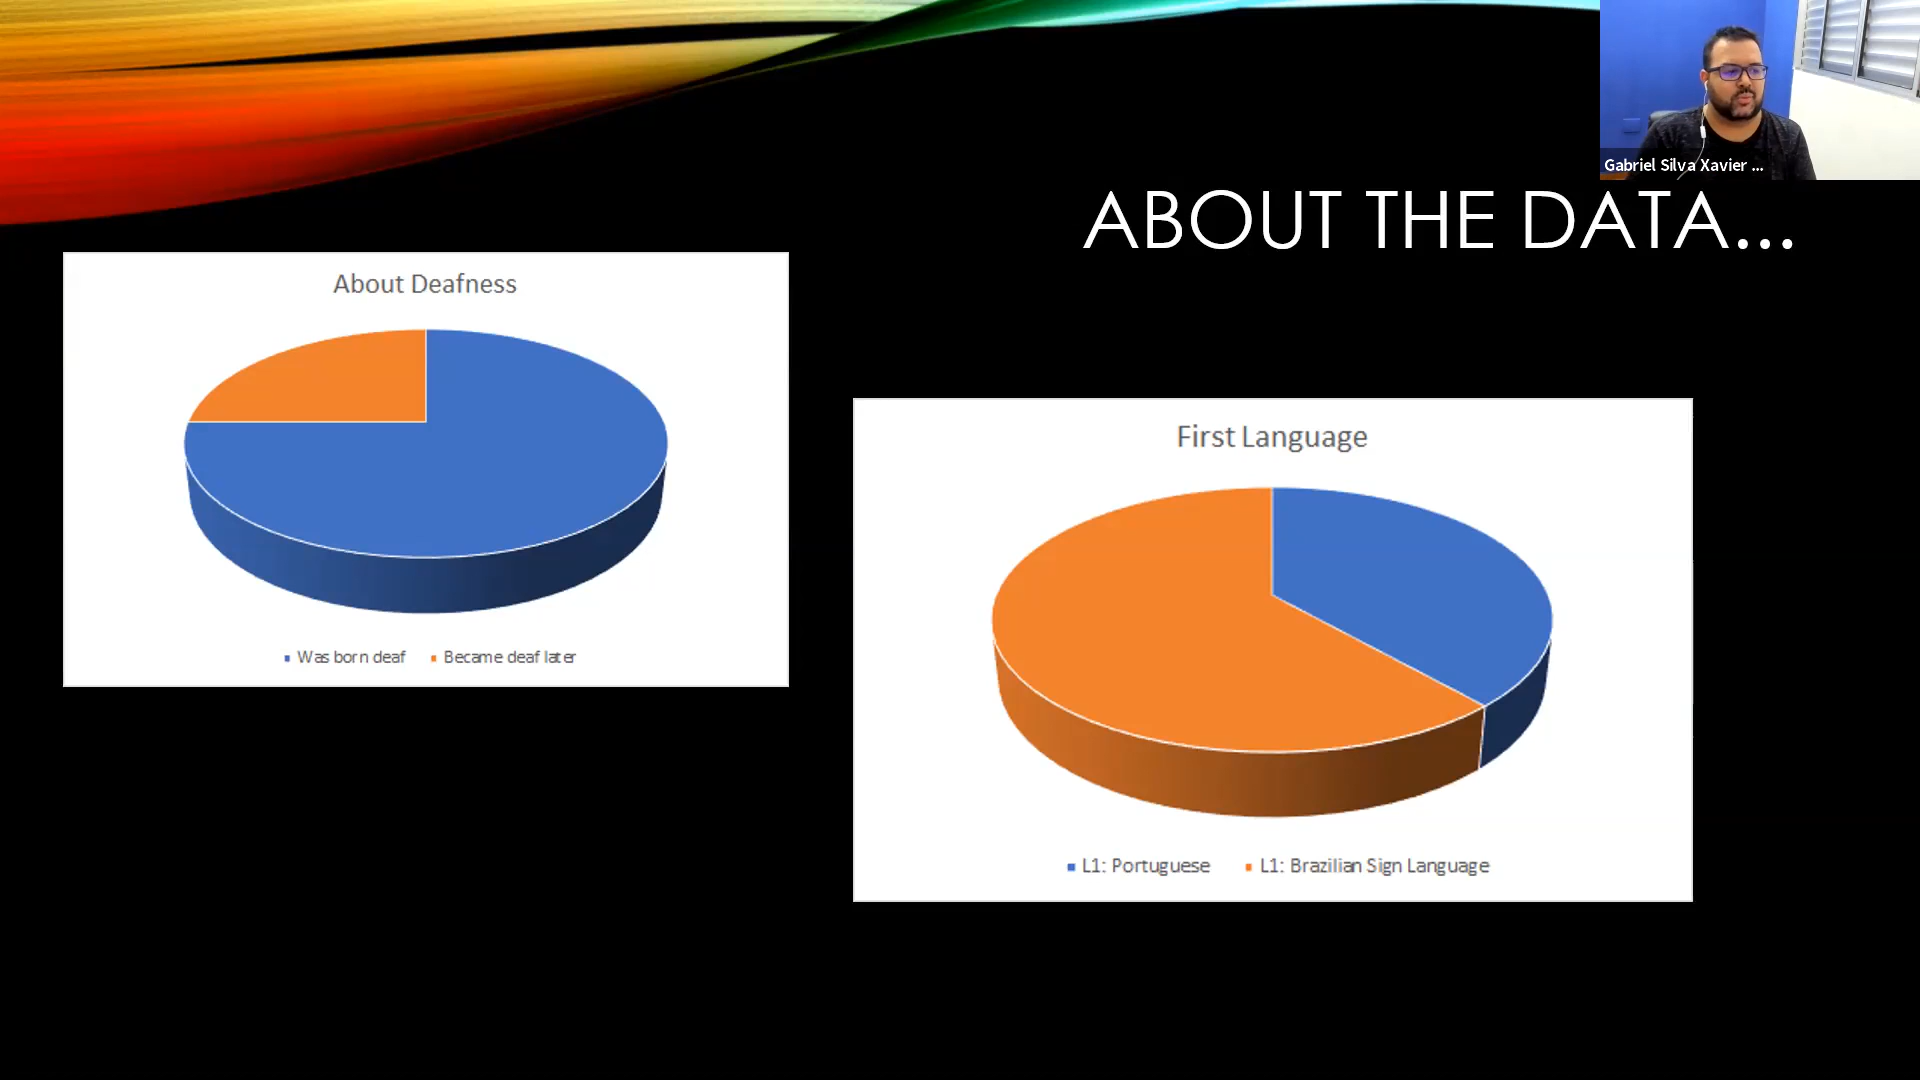 Gabriel Silva Xavier ...
ABOUT THE DATA...
About Deafness
Was born deaf Became deaf later
First Language
L1: Portuguese L1: Brazilian Sign Language